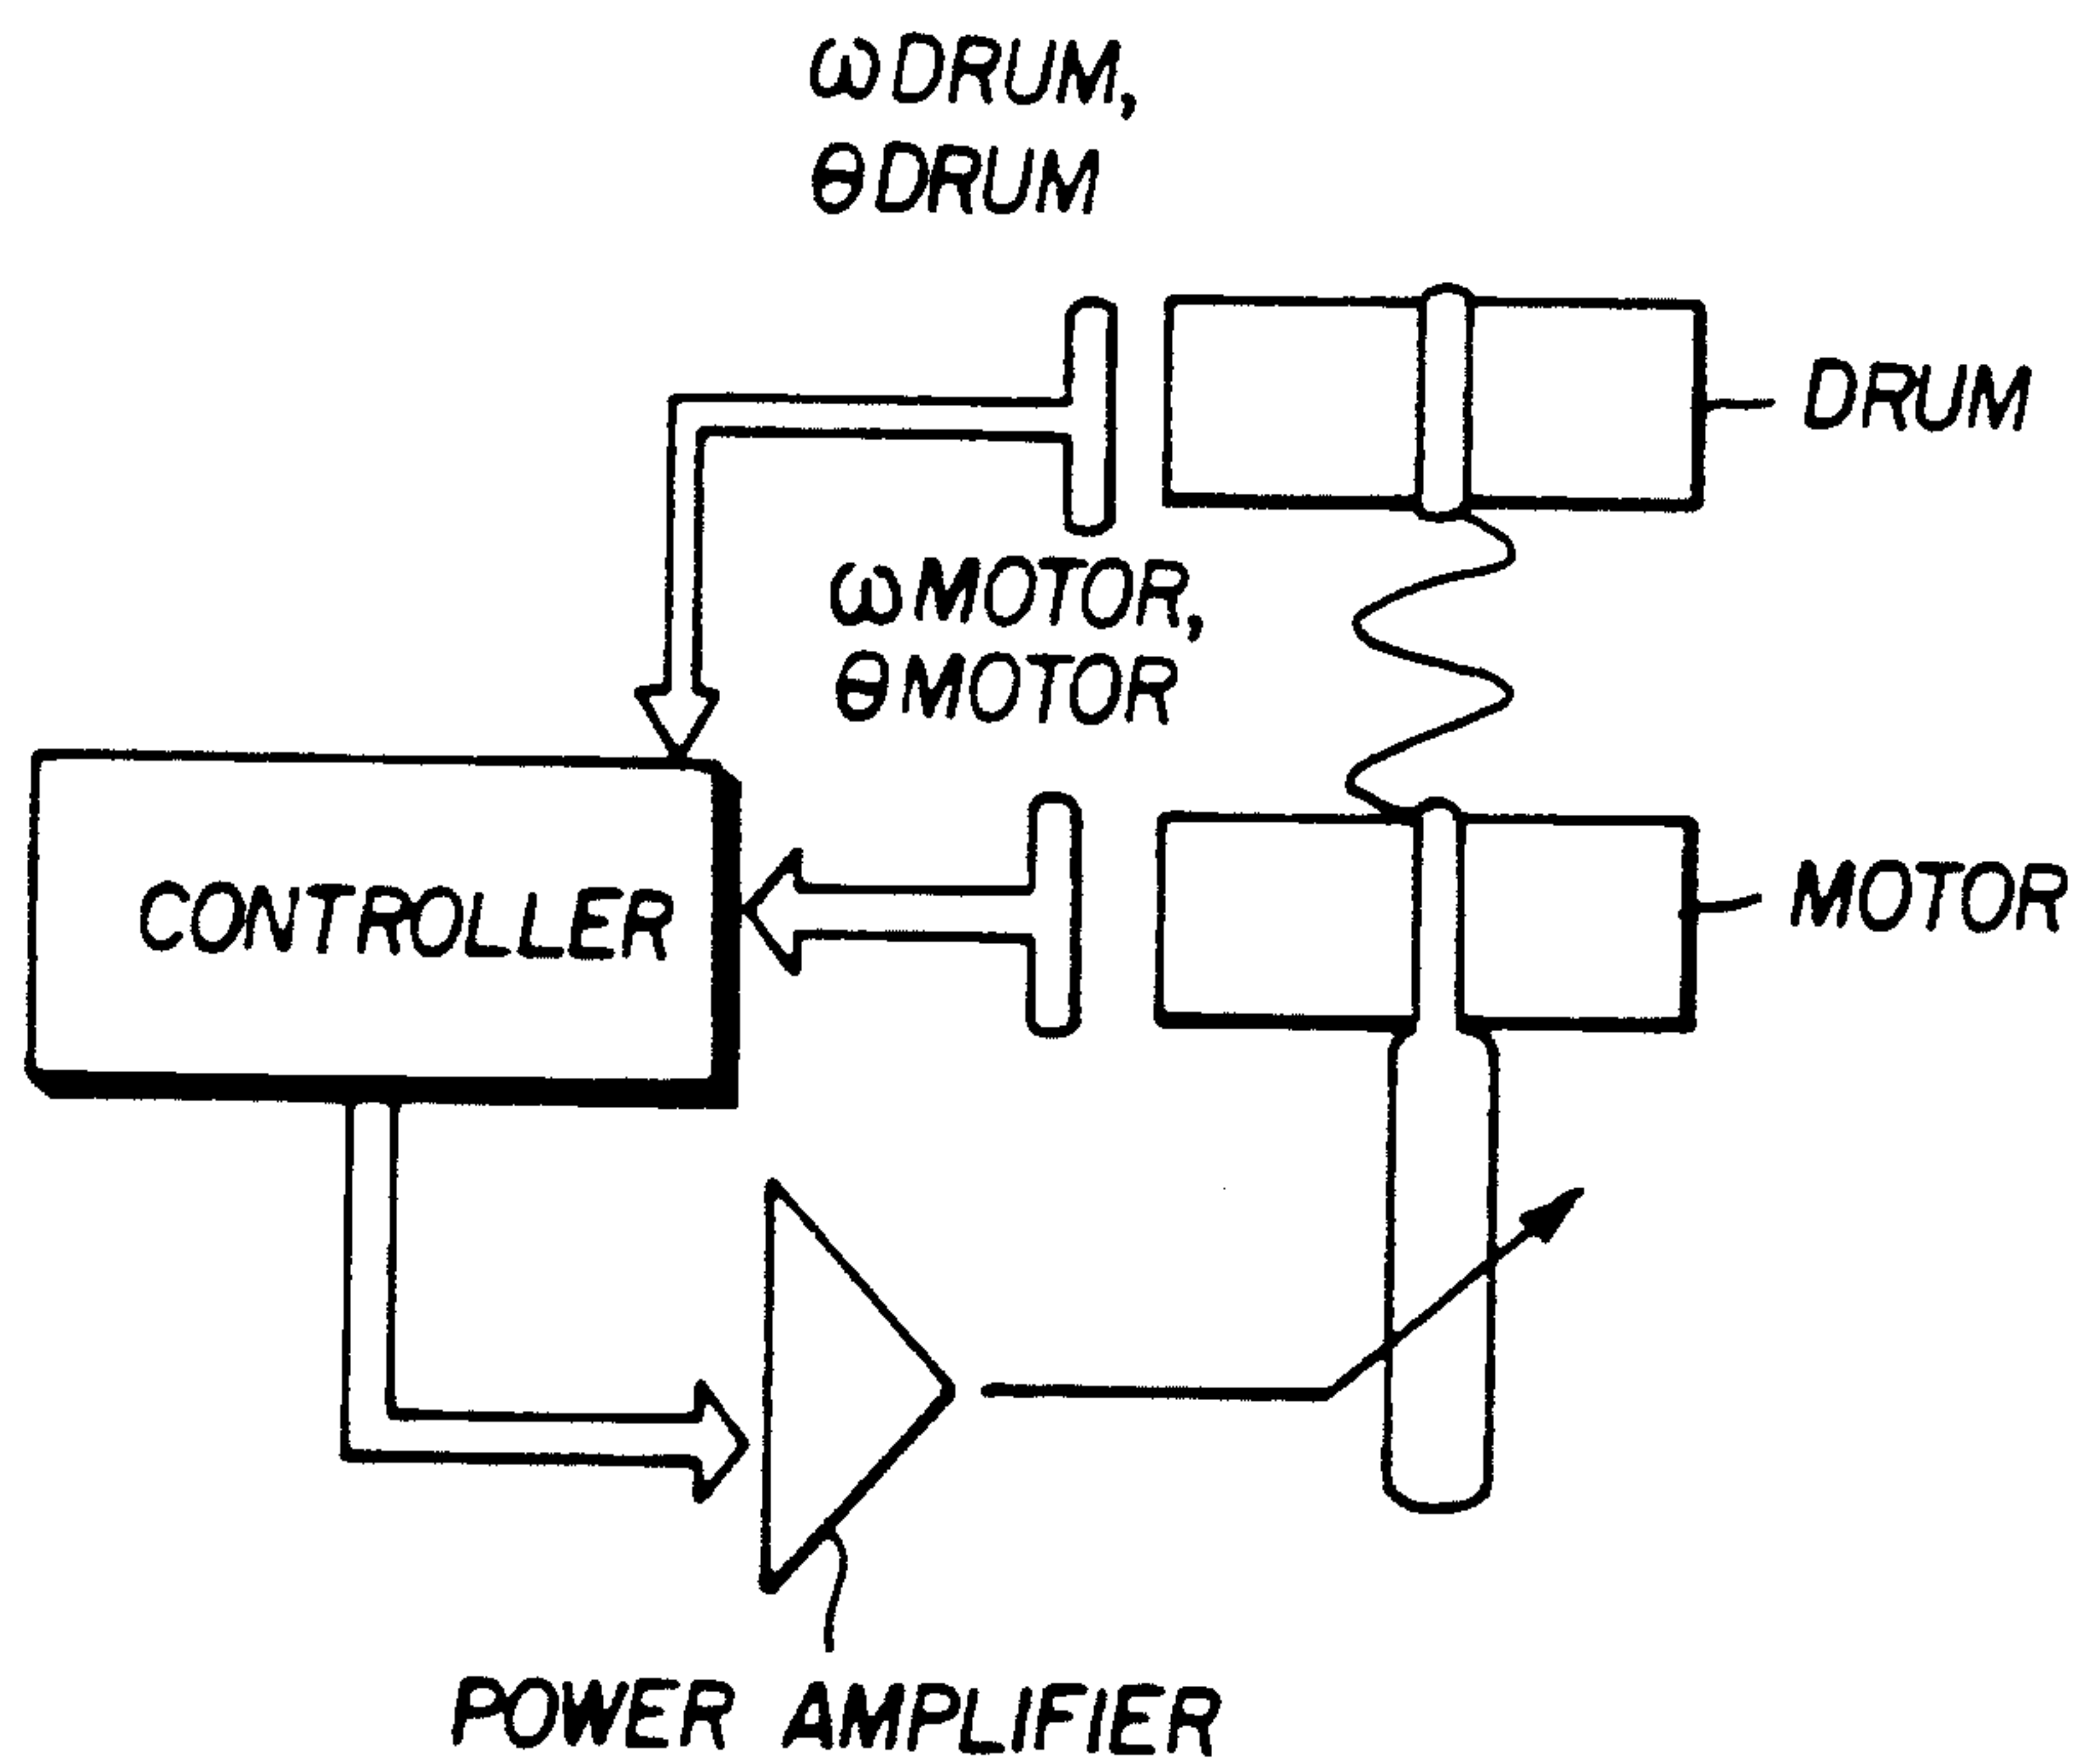 ωDRUM,
θDRUM
DRUM
ωMOTOR,
θMOTOR
CONTROLLER
MOTOR
POWER AMPLIFIER